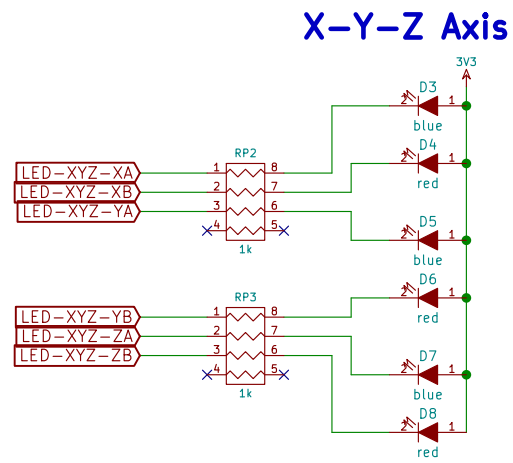 X-Y-Z Axis
3V3
D3
2 1
blue
D4
RP2
2 1
LED-XYZ-XA 1 8
red
LED-XYZ-XB 2 7
LED-XYZ-YA 3 6
D5
4 5
2 1
1k
blue
D6
RP3
2 1
LED-XYZ-YB 1 8
red
LED-XYZ-ZA 2 7
LED-XYZ-ZB 3 6
D7
4 5
2 1
1k
blue
D8
2 1
red